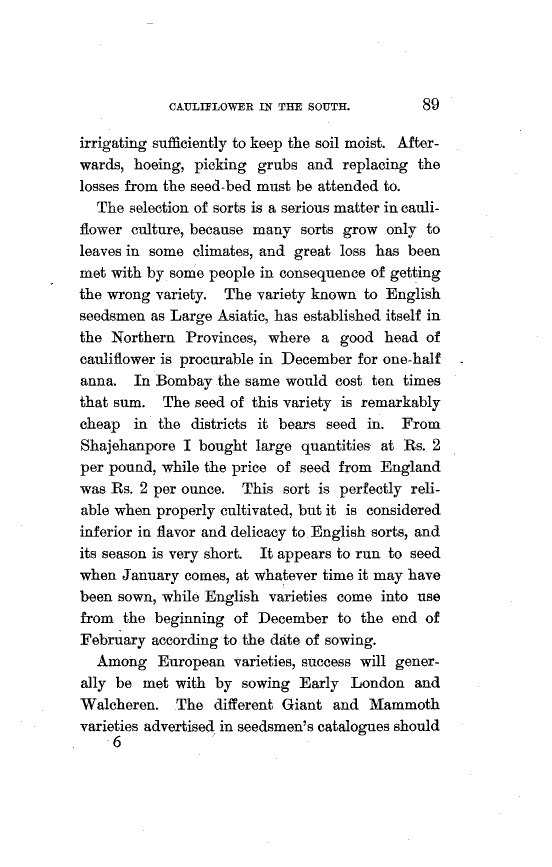 CAULIFLOWER IN THE SOUTH. 89
irrigating sufficiently to keep the soil moist. After-
wards, hoeing, picking grubs and replacing the
losses from the seed-bed must be attended to.
The selection of sorts is a serious matter in cauli-
flower culture, because many sorts grow only to
leaves in some climates, and great loss has been
met with by some people in consequence of getting
the wrong variety. The variety known to English
seedsmen as Large Asiatic, has established itself in
the Northern Provinces, where a good head of
cauliflower is procurable in December for one-half
anna. In Bombay the same would cost ten times
that sum. The seed of this variety is remarkably
cheap in the districts it bears seed in. From
Shajehanpore I bought large quantities at Rs. 2
per pound, while the price of seed from England
was Rs. 2 per ounce. This sort is perfectly reli-
able when properly cultivated, but it is considered
inferior in flavor and delicacy to English sorts, and
its season is very short. It appears to run to seed
when January comes, at whatever time it may have
been sown, while English varieties come into use
from the beginning of December to the end of
February according to the date of sowing.
Among European varieties, success will gener-
ally be met with by sowing Early London and
Walcheren. The different Giant and Mammoth
varieties advertised in seedsmen's catalogues should
6